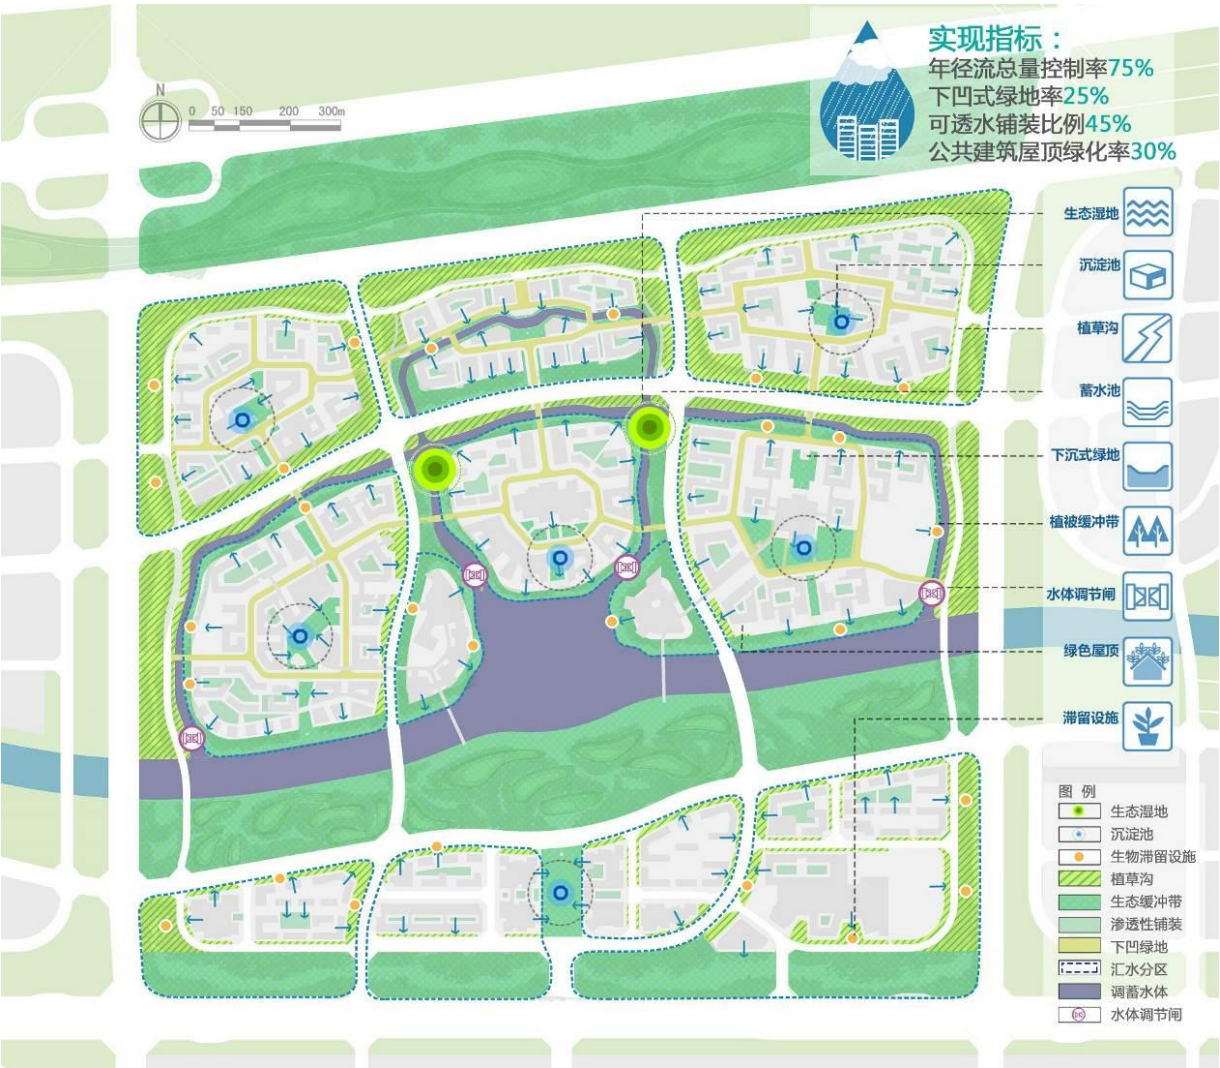 实现指标：
年径流总量控制率75%
下凹式绿地率25%
可透水铺装比例45%
公共建筑屋顶绿化率30%
N
0 50 150 200 300m
生态湿地
沉淀池
植草沟
蓄水池
下沉式绿地
植被缓冲带
水体调节闸
绿色屋顶
滞留设施
图 例
生态湿地
沉淀池
生物滞留设施
植草沟
生态缓冲带
渗透性铺装
下凹绿地
汇水分区
调蓄水体
水体调节闸